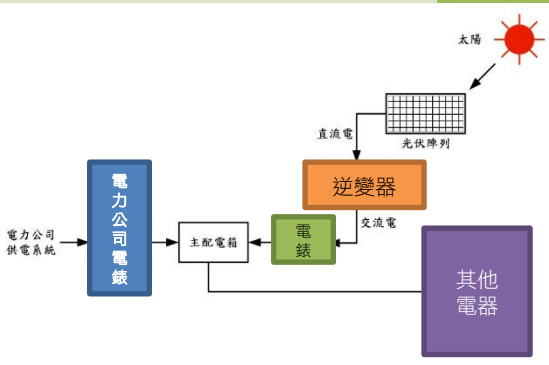 太陽
光伏陣列
直流電
逆變器
交流電
電力公司電錶
電力公司
供電系統
主配電箱
電
錶
其他
電器